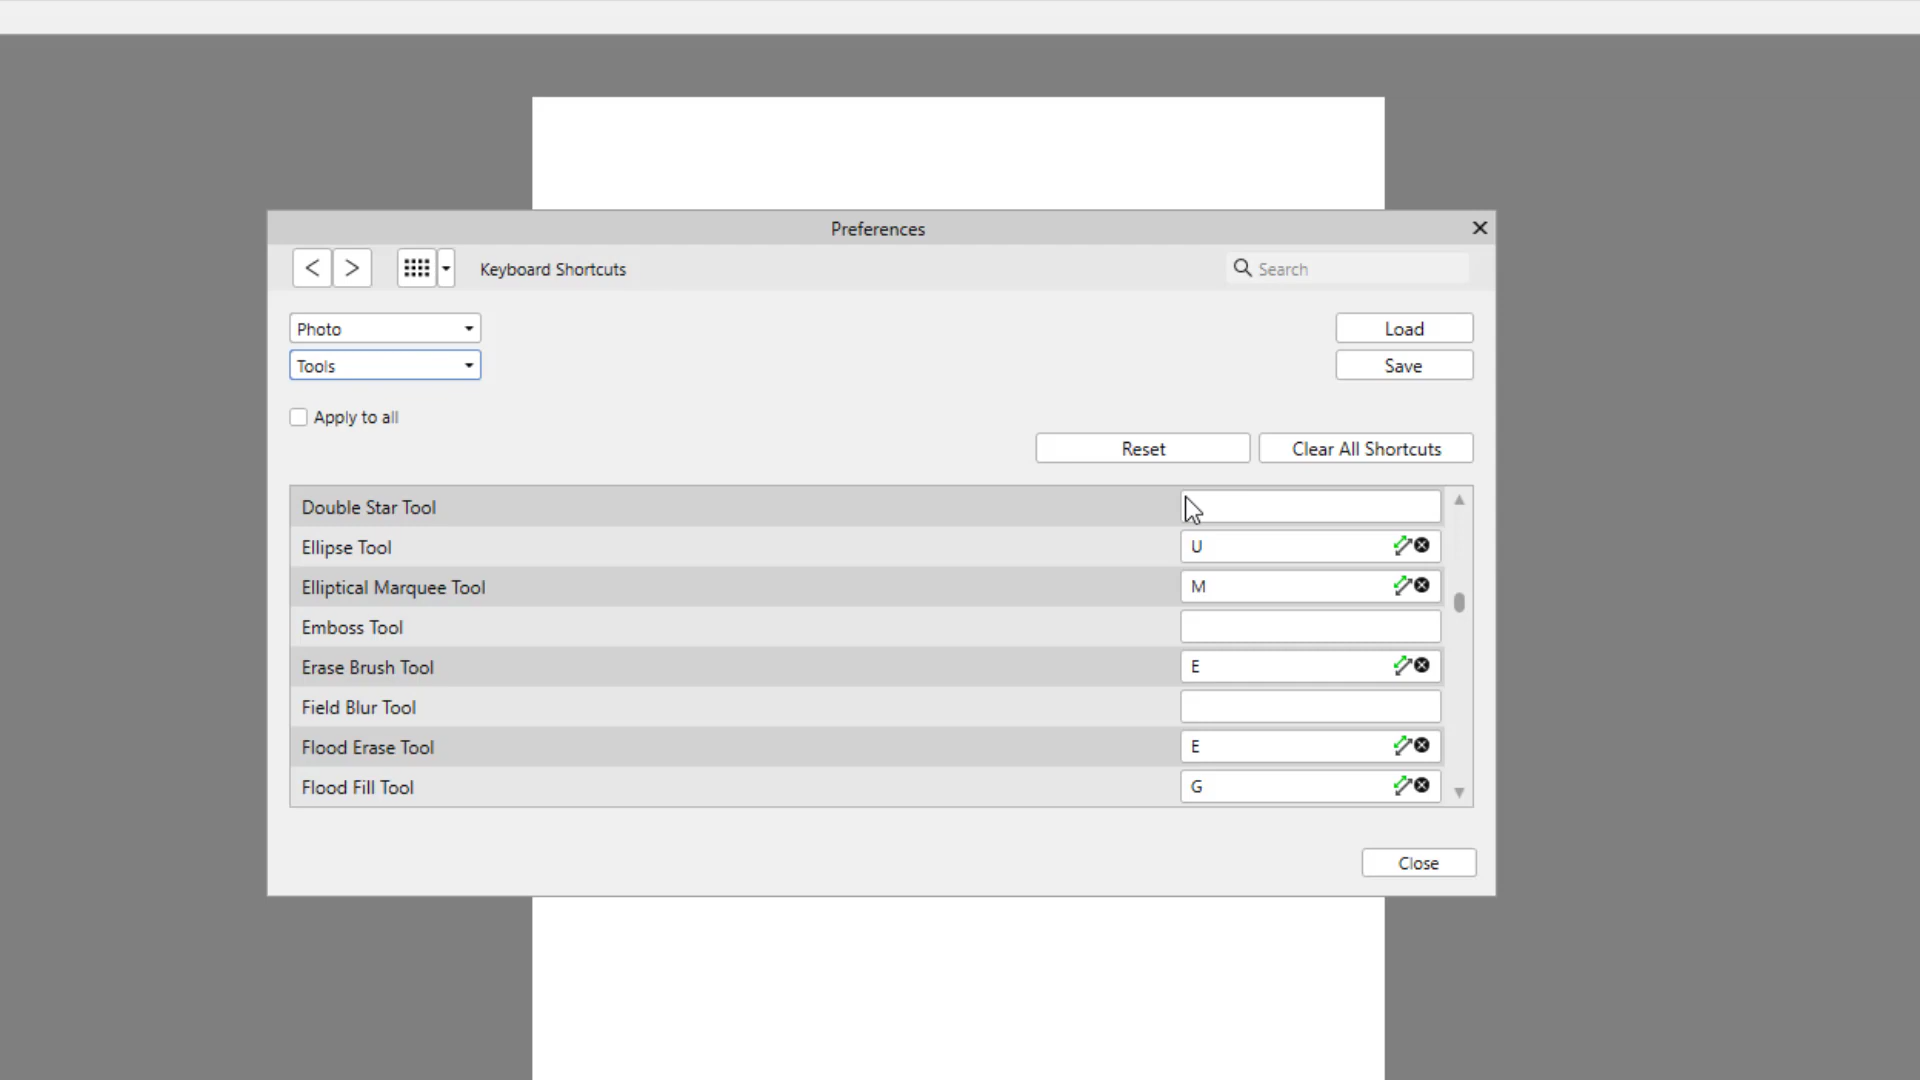 Preferences
Keyboard Shortcuts
Search
Photo
Load
Tools
Save
Apply to all
Reset
Clear All Shortcuts
Double Star Tool
Ellipse Tool
U
Elliptical Marquee Tool
M
Emboss Tool
Erase Brush Tool
E
Field Blur Tool
Flood Erase Tool
E
Flood Fill Tool
G
Close